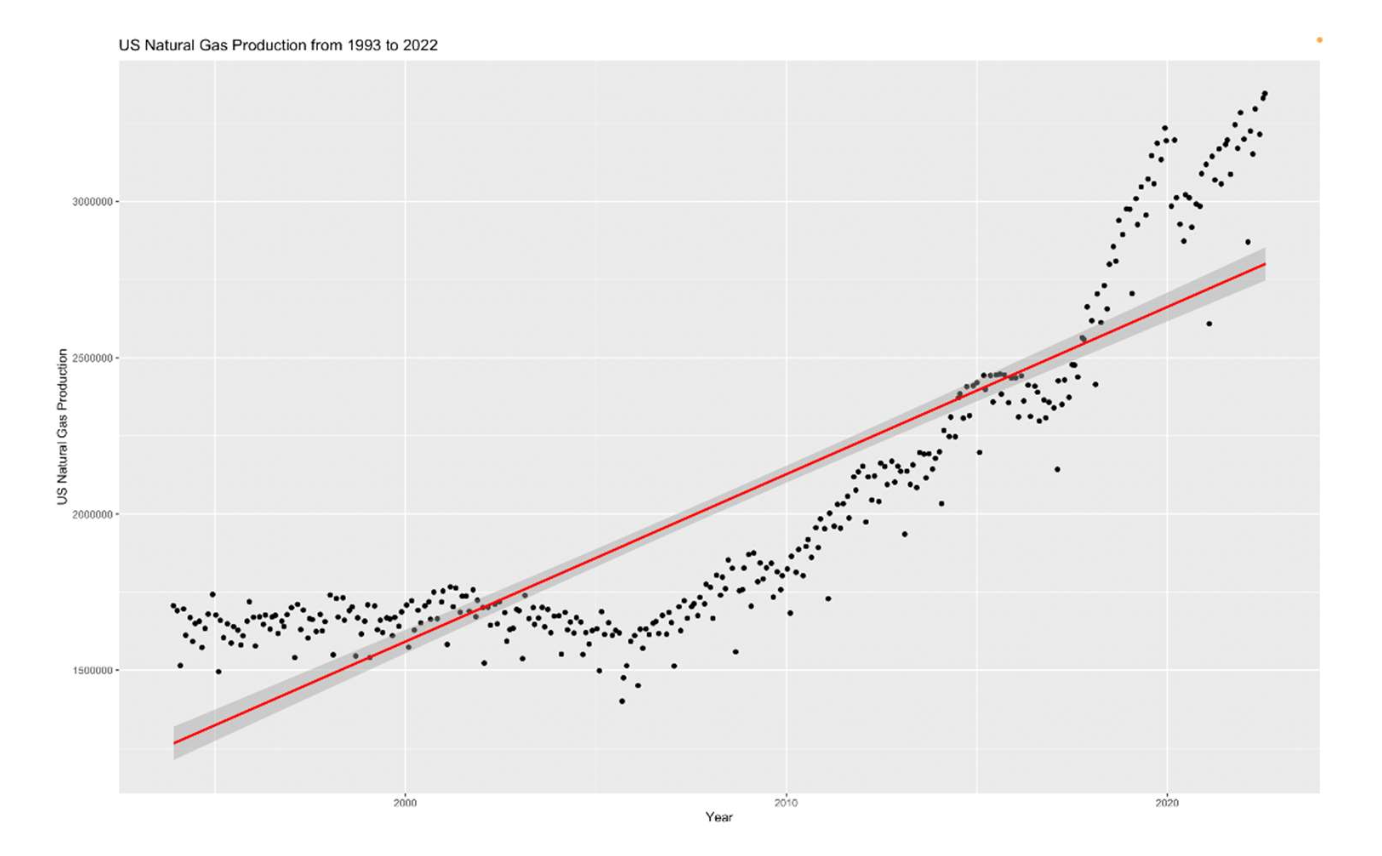 US Natural Gas Production from 1993 to 2022
3000000
2500000
2000000
1500000
US Natural Gas Production
2000
2010
2020
Year